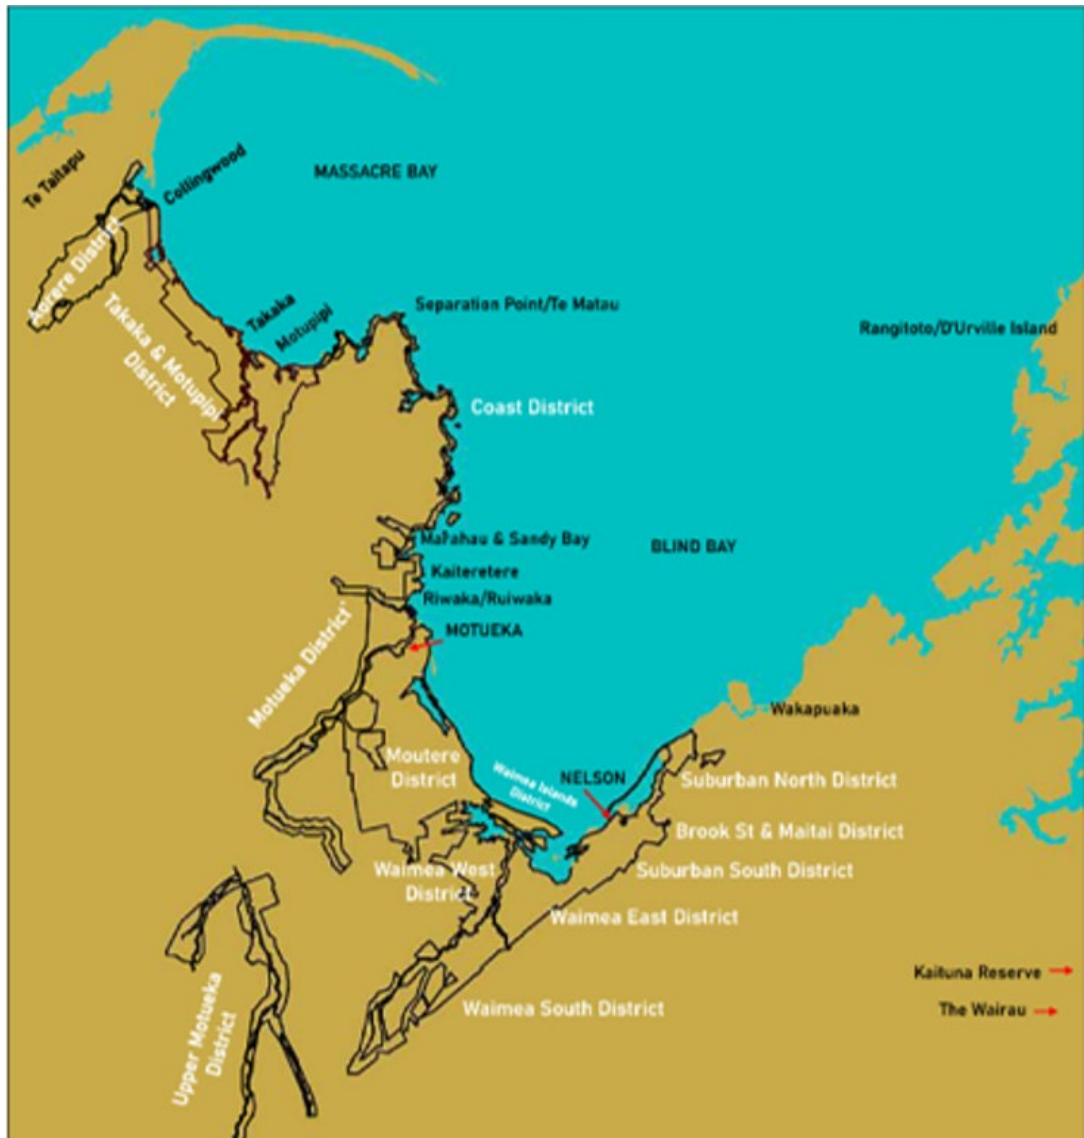 Te Taitapu
Collingwood
MASSACRE BAY
Aorere District
Takaka & Motupipi
District
Takaka
Motupipi
Separation Point/Te Matau
Rangitoto/D'Urville Island
Coast District
Marahau & Sandy Bay
BLIND BAY
Kaiteretere
Riwaka/Ruiwaka
MOTUEKA
Motueka District'
Wakapuaka
Moutere
District
Waimea Islands
District
NELSON
Suburban North District
Brook St & Maitai District
Waimea West
District
Suburban South District
Waimea East District
Kaituna Reserve
Waimea South District
The Wairau
Upper Motueka
District